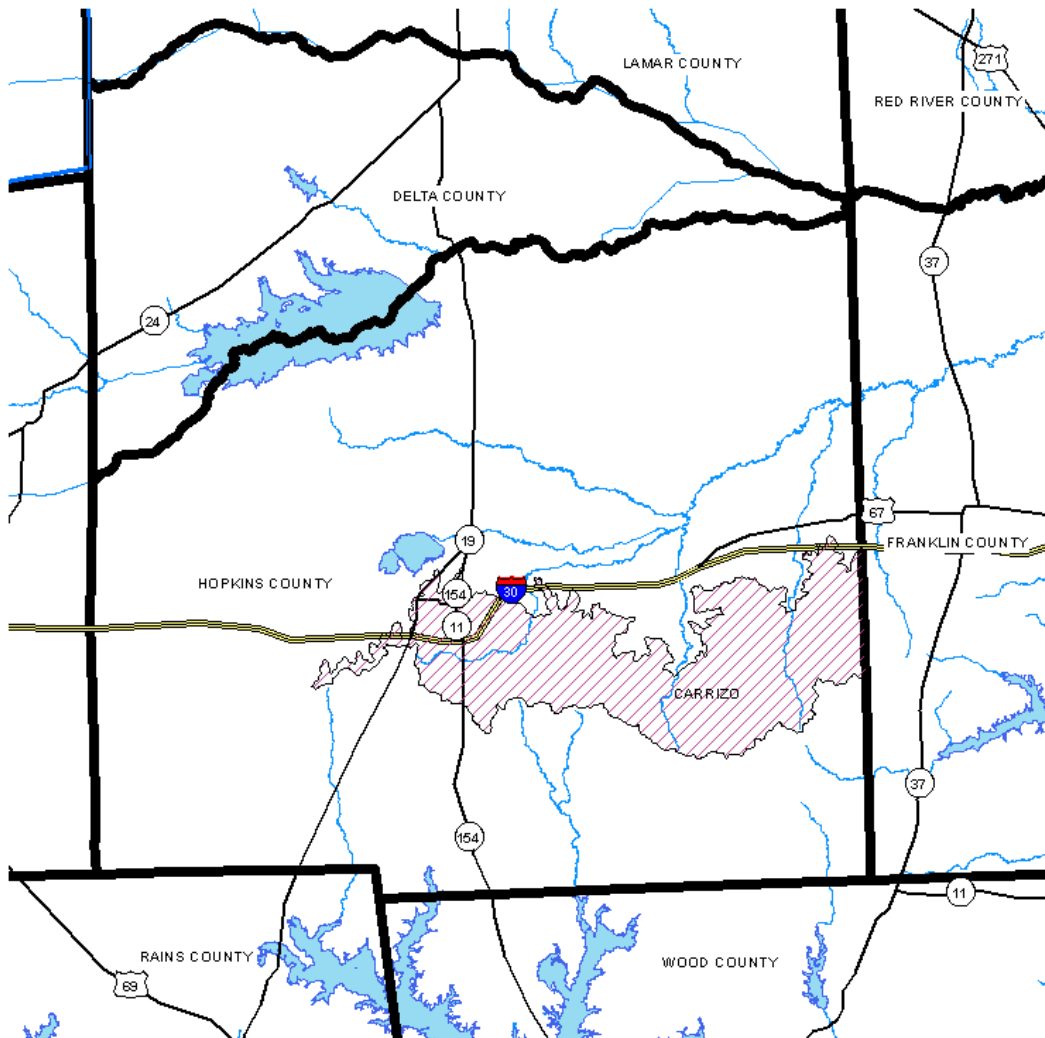 271
LAMAR COUNTY
RED RIVER COUNTY
DELTA COUNTY
37
24
67
19
FRANKLIN COUNTY
HOPKINS COUNTY
154
30
11
CARRIZO
37
154
11
RAINS COUNTY
WOOD COUNTY
69